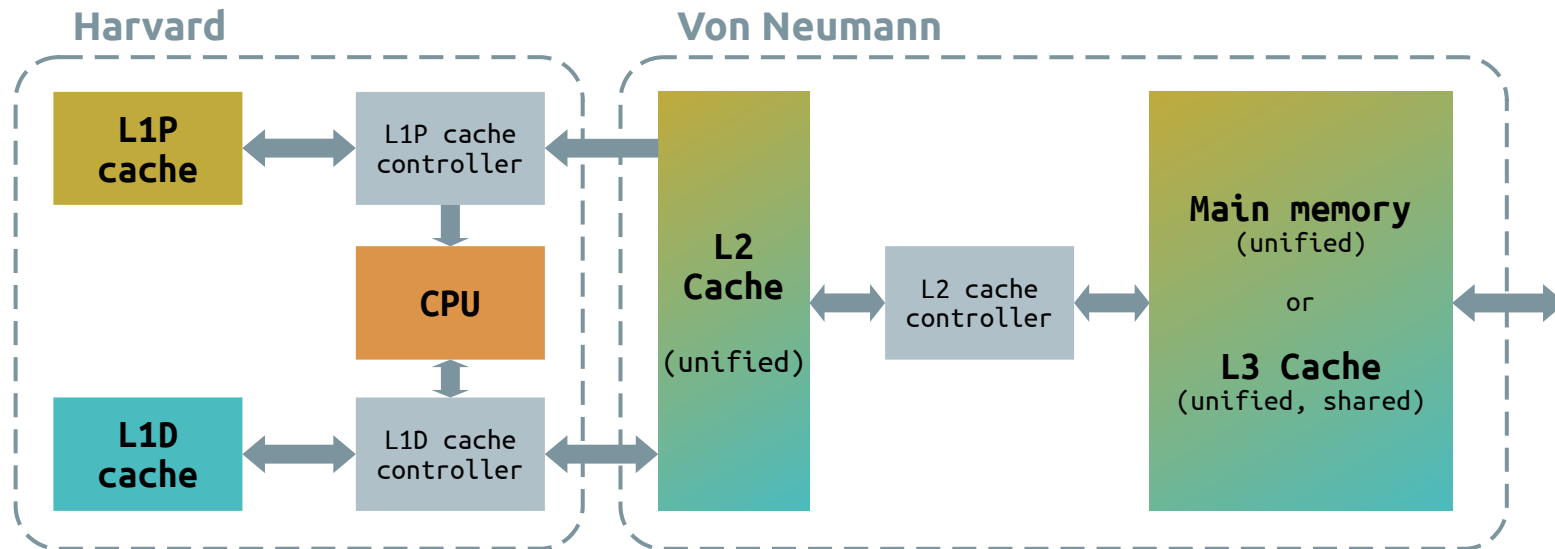 Harvard
Von Neumann
L1P
cache
L1P cache
controller
CPU
L1D
cache
L1D cache
controller
L2
Cache
(unified)
L2 cache
controller
Main memory
(unified)
or
L3 Cache
(unified, shared)